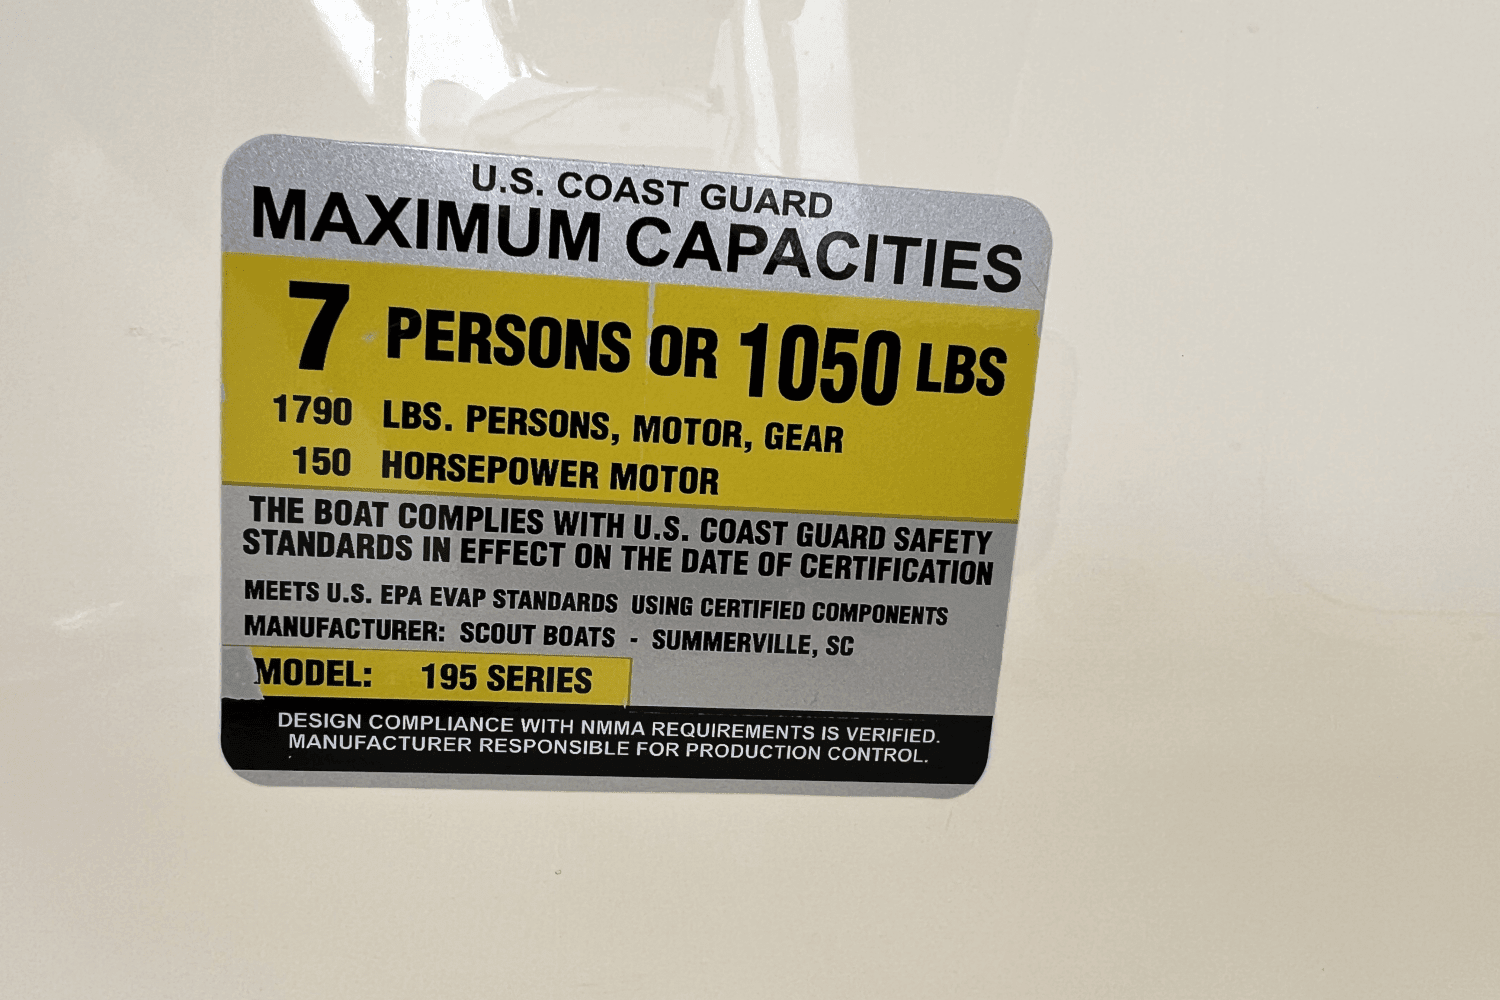 U.S. COAST GUARD
MAXIMUM CAPACITIES
7 PERSONS OR 1050 LBS
1790 LBS. PERSONS, MOTOR, GEAR
150 HORSEPOWER MOTOR
THE BOAT COMPLIES WITH U.S. COAST GUARD SAFETY
STANDARDS IN EFFECT ON THE DATE OF CERTIFICATION
MEETS U.S. EPA EVAP STANDARDS USING CERTIFIED COMPONENTS
MANUFACTURER: SCOUT BOATS - SUMMERVILLE, SC
MODEL: 195 SERIES
DESIGN COMPLIANCE WITH NMMA REQUIREMENTS IS VERIFIED.
MANUFACTURER RESPONSIBLE FOR PRODUCTION CONTROL.